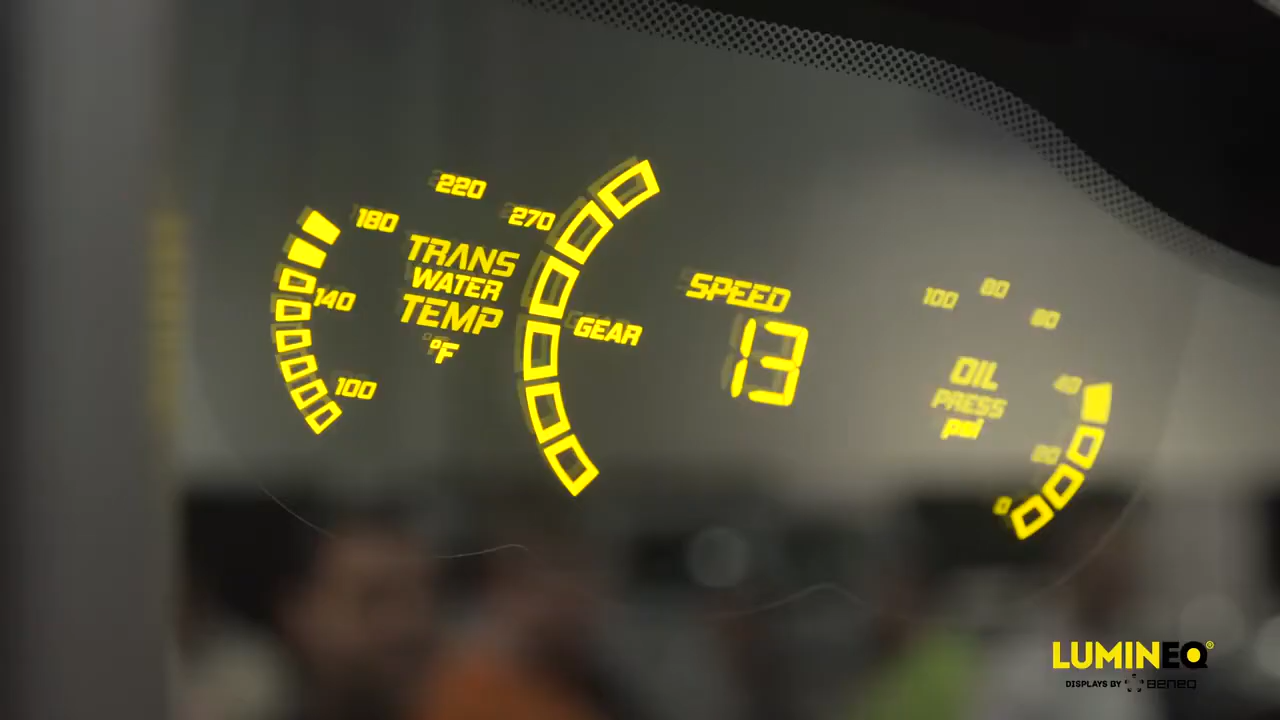 220
180
270
TRANS
WATER
TEMP
°F
140
100
GEAR
SPEED
13
100
80
60
OIL
PRESS
psi
40
20
0
LUMINEQ®
DISPLAYS BY BENEQ